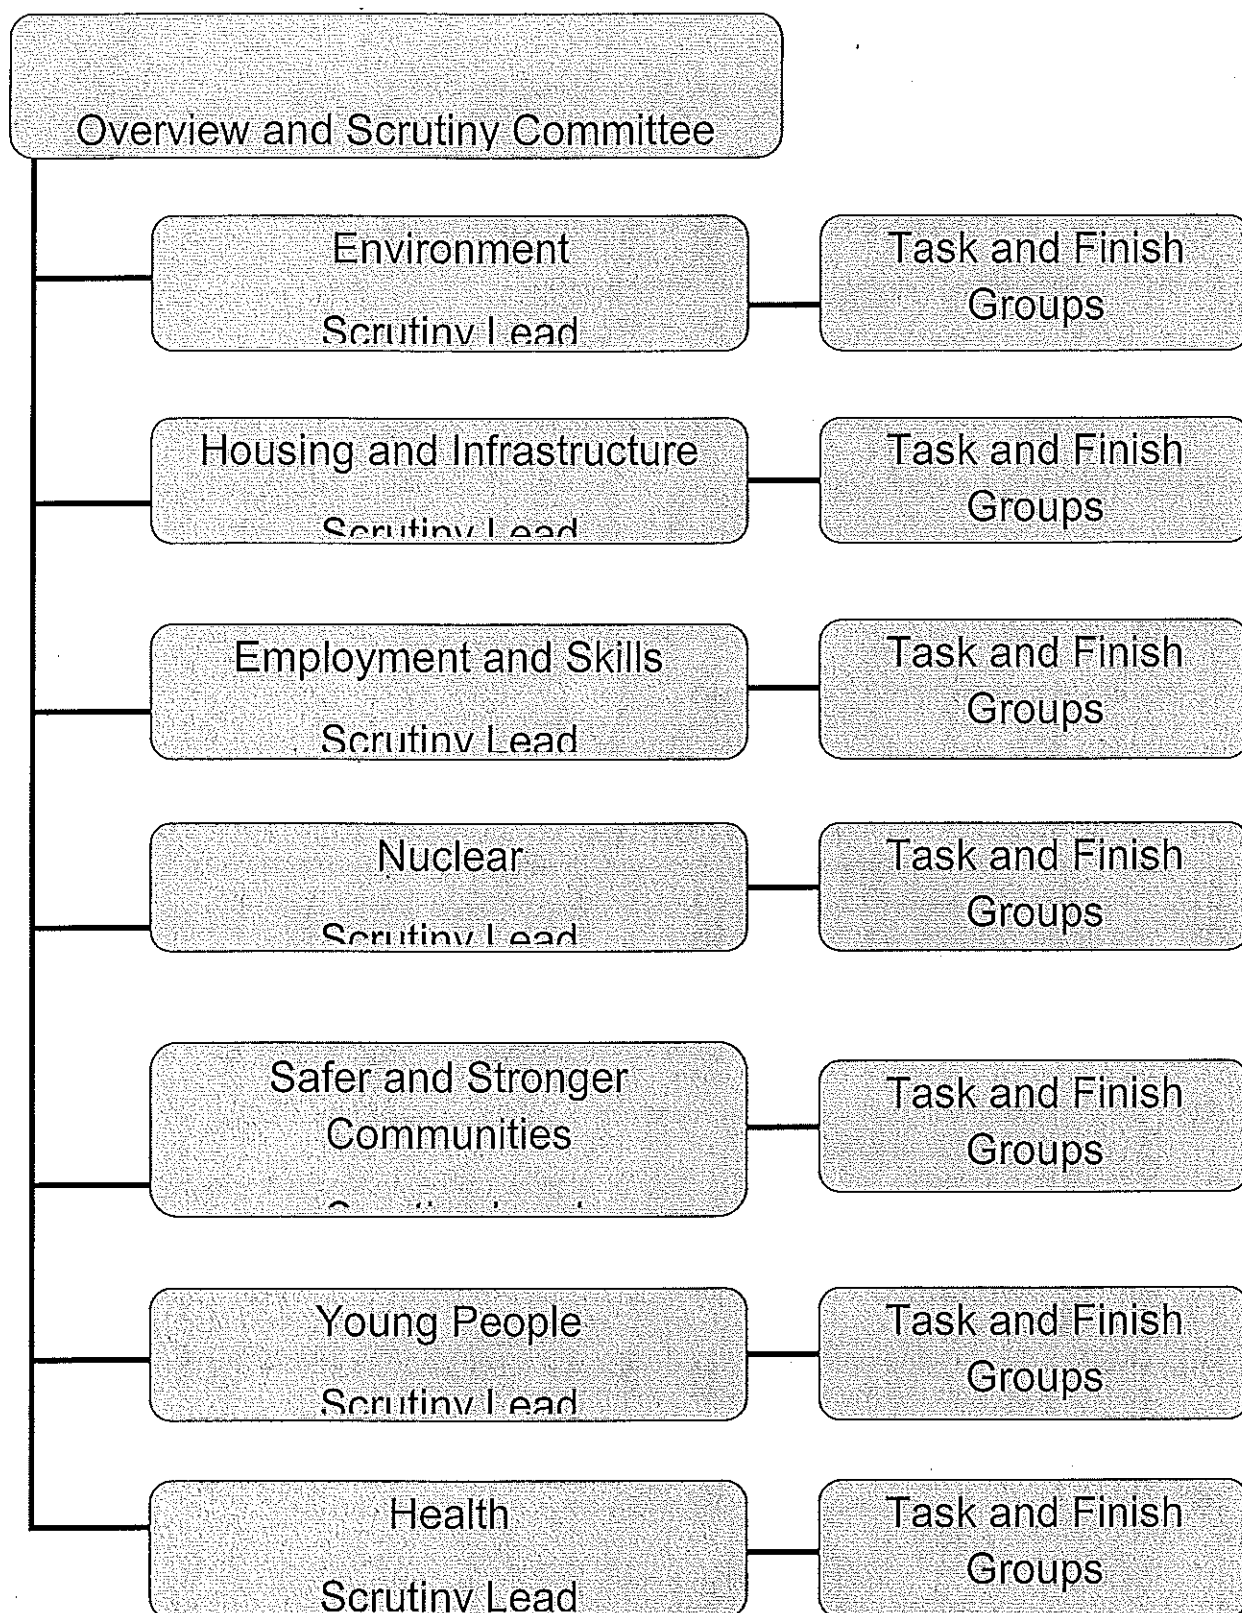 Overview and Scrutiny Committee
Environment
Scrutiny Lead
Task and Finish
Groups
Housing and Infrastructure
Scrutiny Lead
Task and Finish
Groups
Employment and Skills
Scrutiny Lead
Task and Finish
Groups
Nuclear
Scrutiny Lead
Task and Finish
Groups
Safer and Stronger
Communities
Task and Finish
Groups
Young People
Scrutiny Lead
Task and Finish
Groups
Health
Scrutiny Lead
Task and Finish
Groups